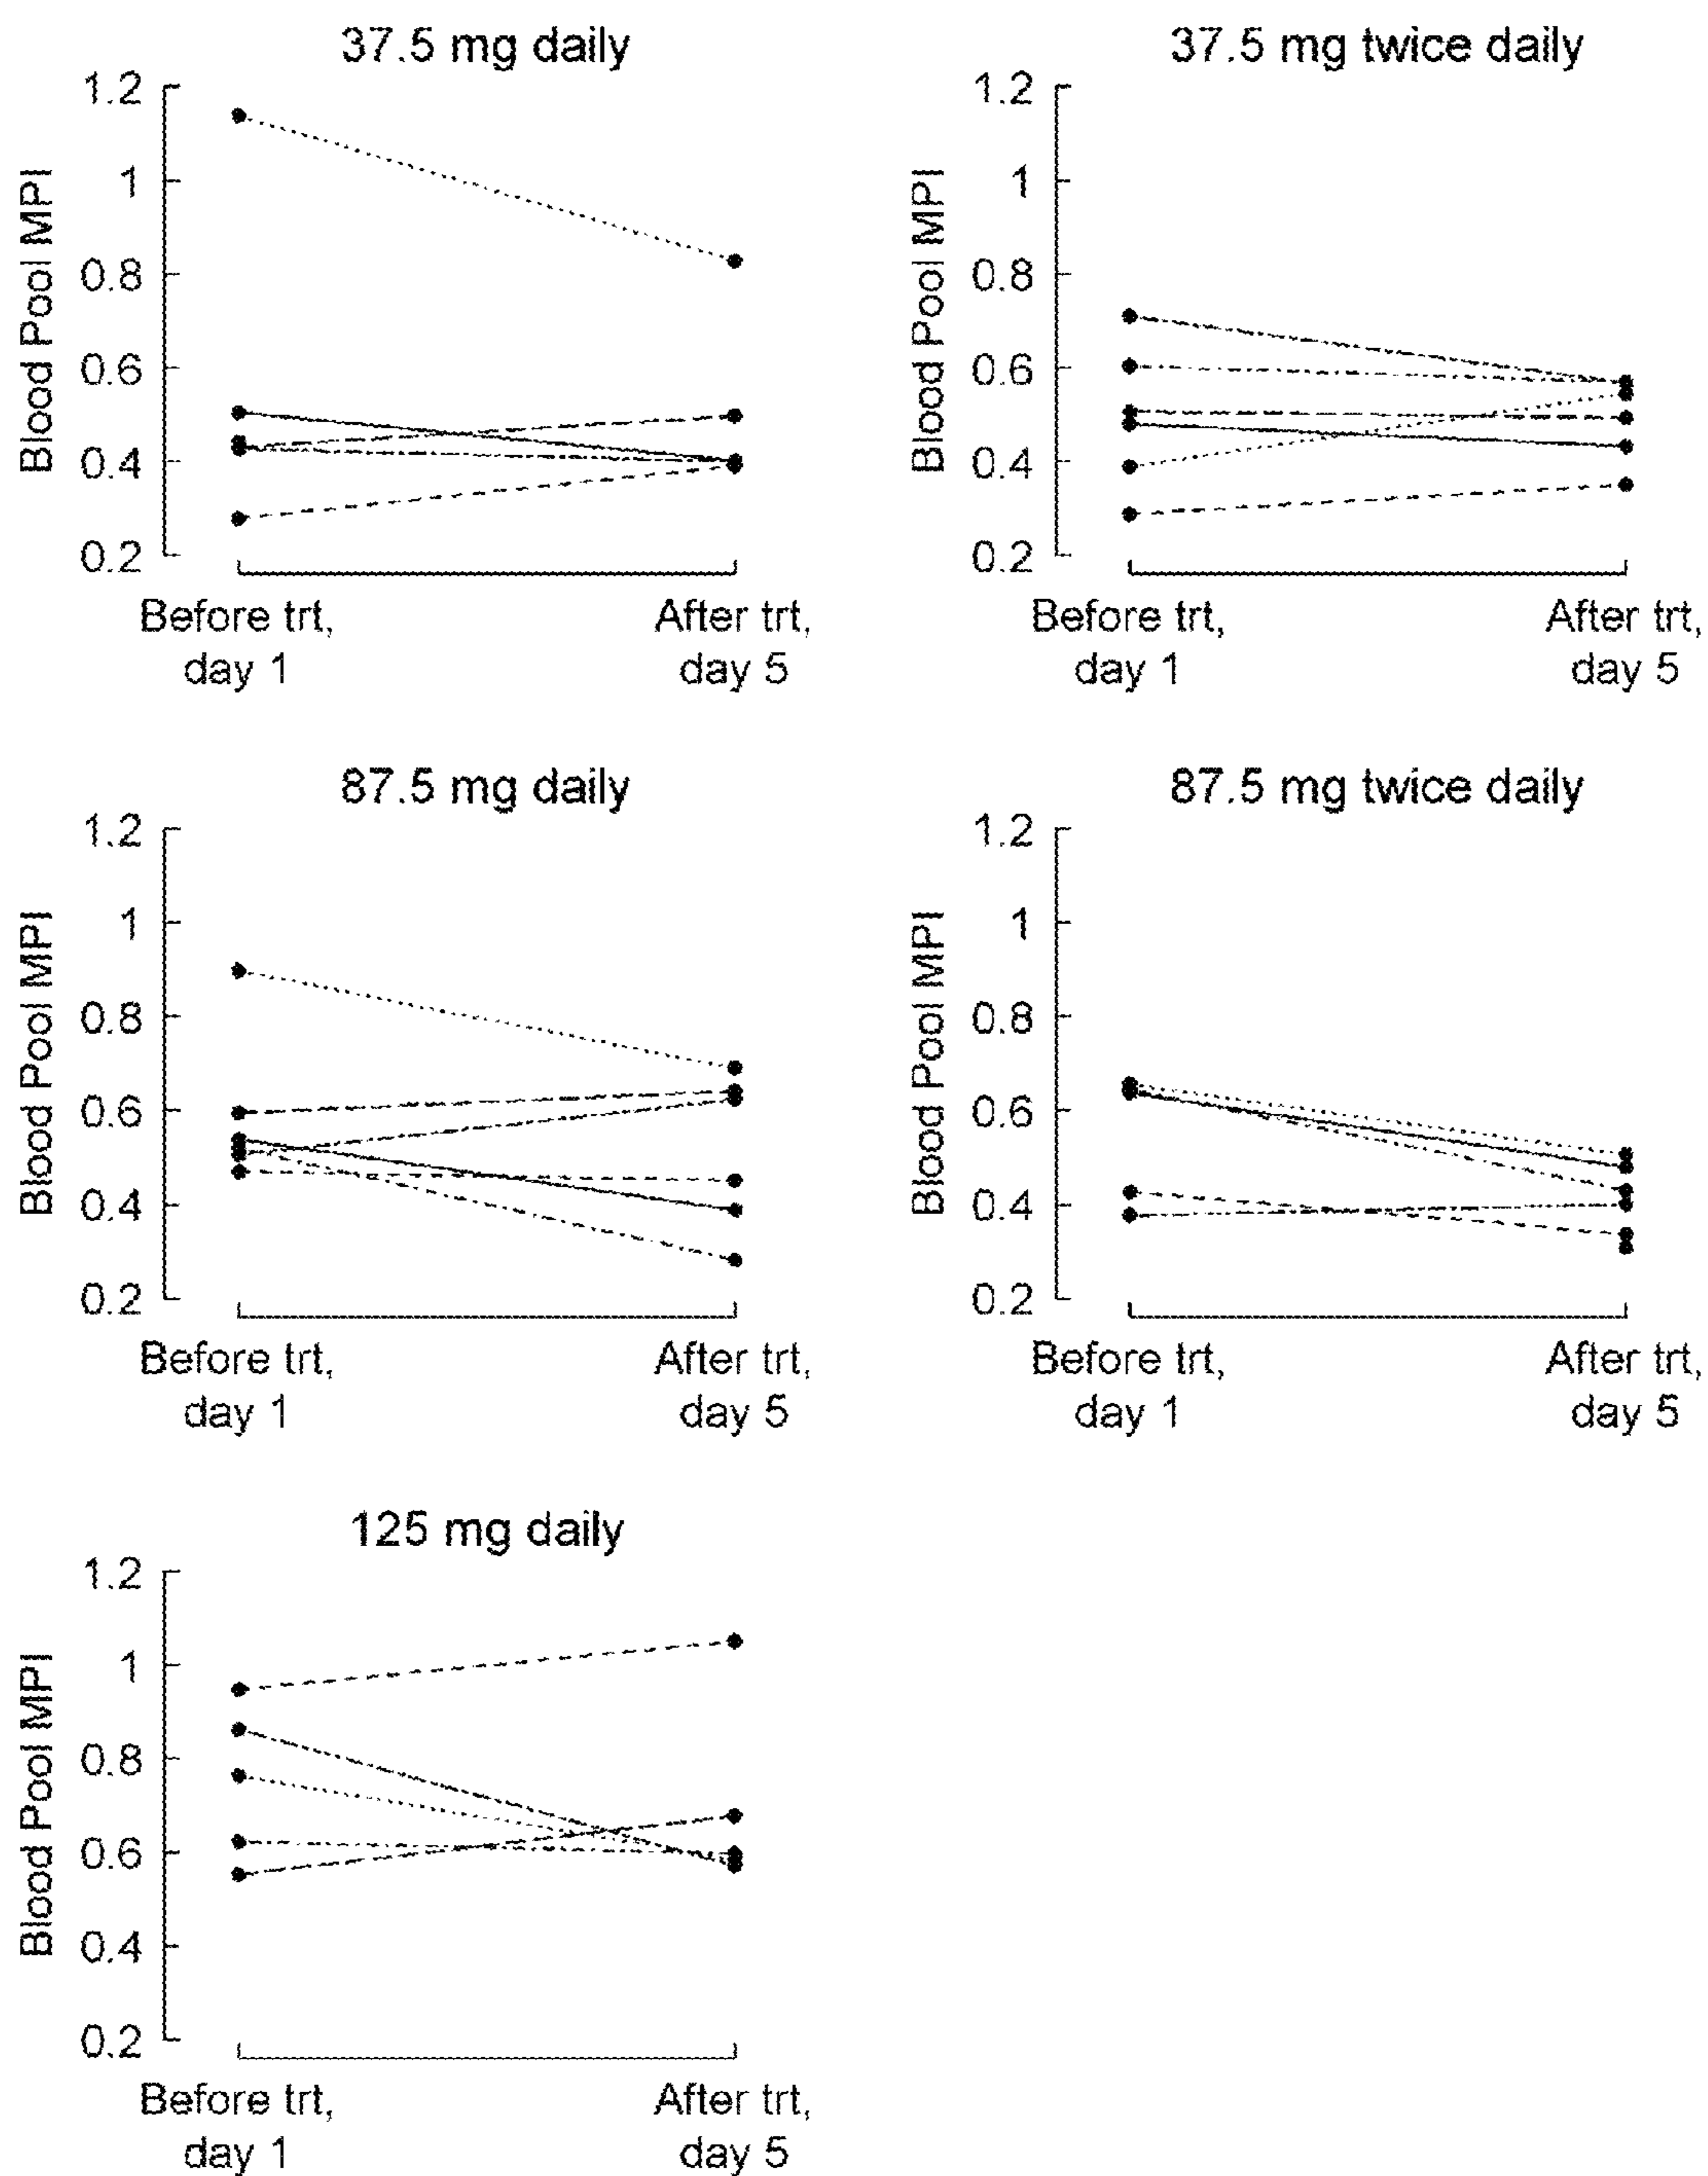 37.5 mg daily
1.2
1
0.8
0.6
0.4
0.2
Blood Pool MPI
Before trt,
day 1
After trt,
day 5
37.5 mg twice daily
1.2
1
0.8
0.6
0.4
0.2
Blood Pool MPI
Before trt,
day 1
After trt,
day 5
87.5 mg daily
1.2
1
0.8
0.6
0.4
0.2
Blood Pool MPI
Before trt,
day 1
After trt,
day 5
87.5 mg twice daily
1.2
1
0.8
0.6
0.4
0.2
Blood Pool MPI
Before trt,
day 1
After trt,
day 5
125 mg daily
1.2
1
0.8
0.6
0.4
0.2
Blood Pool MPI
Before trt,
day 1
After trt,
day 5